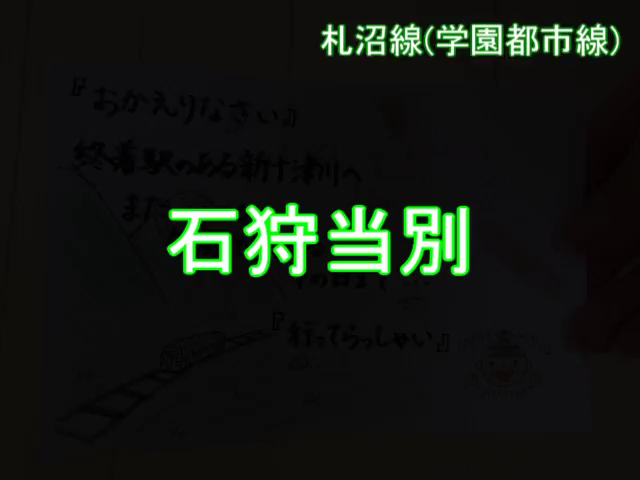 札沼線(学園都市線)
『おかえりなさい』
終着駅のある新十津川へ
また
石狩当別
『行ってらっしゃい』